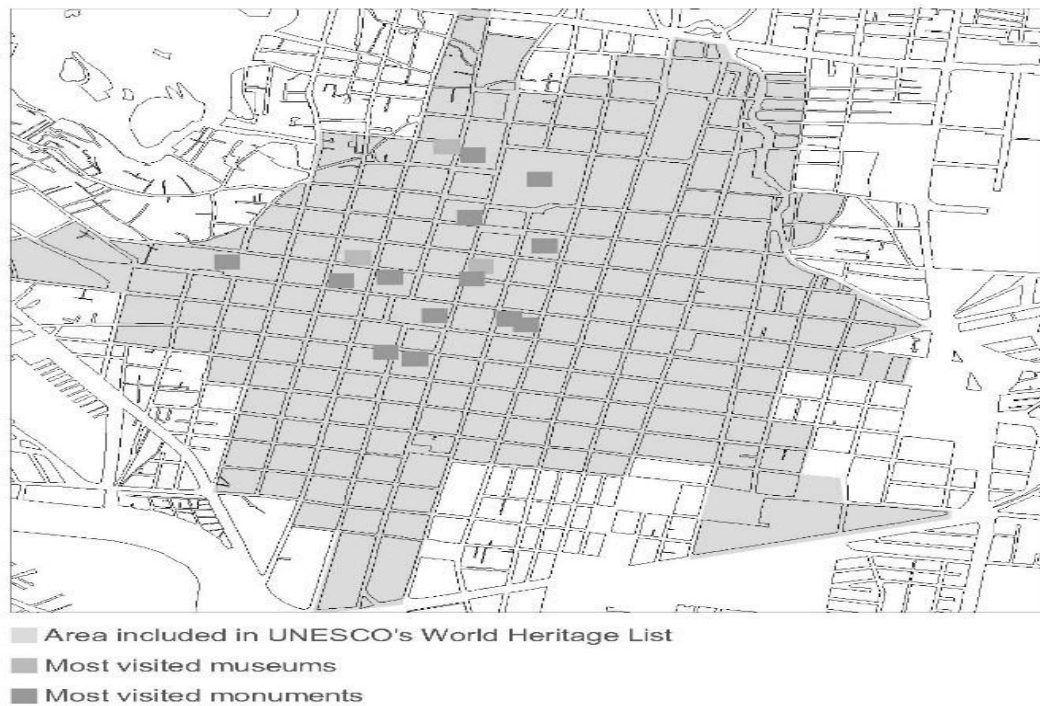 Area included in UNESCO's World Heritage List
Most visited museums
Most visited monuments